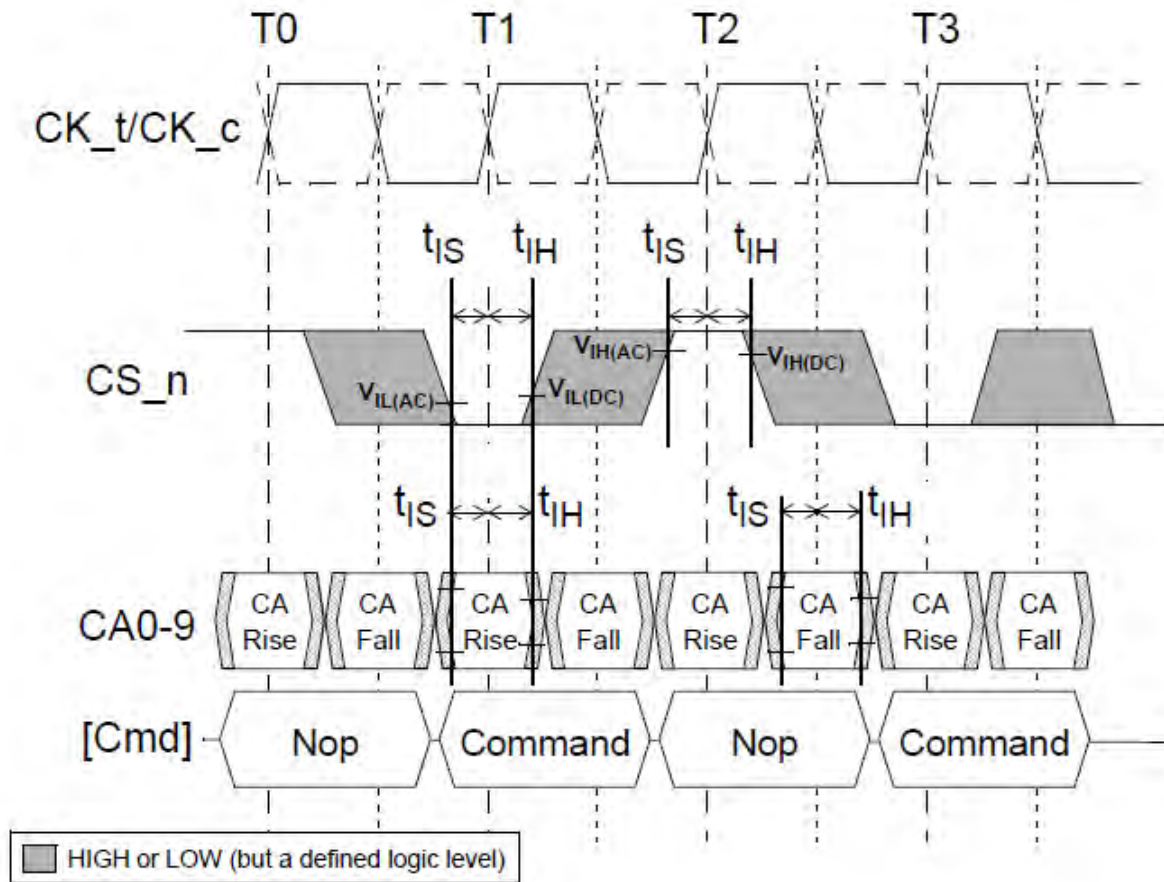 T0 T1 T2 T3
CK_t/CK_c
tIS tIH tIS tIH
CS_n
VIL(AC) VIL(DC) VIH(AC) VIH(DC)
tIS tIH tIS tIH
CA CA CA CA CA CA CA CA
CA0-9
Rise Fall Rise Fall Rise Fall Rise Fall
[Cmd] Nop Command Nop Command
HIGH or LOW (but a defined logic level)